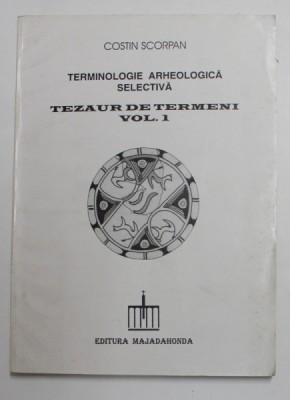 COSTIN SCORPAN
TERMINOLOGIE ARHEOLOGICĂ
SELECTIVĂ
TEZAUR DE TERMENI
VOL. 1
EDITURA MAJADAHONDA